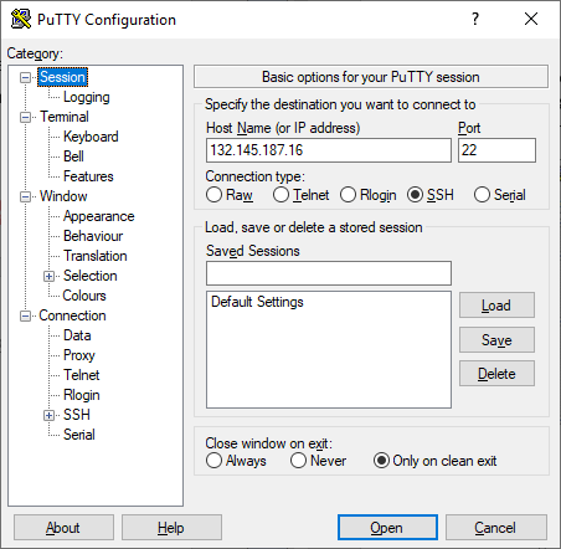 PuTTY Configuration
?
Category:
Session
Logging
Terminal
Keyboard
Bell
Features
Window
Appearance
Behaviour
Translation
Selection
Colours
Connection
Data
Proxy
Telnet
Rlogin
SSH
Serial
Basic options for your PuTTY session
Specify the destination you want to connect to
Host Name (or IP address) Port
132.145.187.16 22
Connection type:
Raw Telnet Rlogin SSH Serial
Load, save or delete a stored session
Saved Sessions
Default Settings
Load
Save
Delete
Close window on exit:
Always Never Only on clean exit
About Help Open Cancel